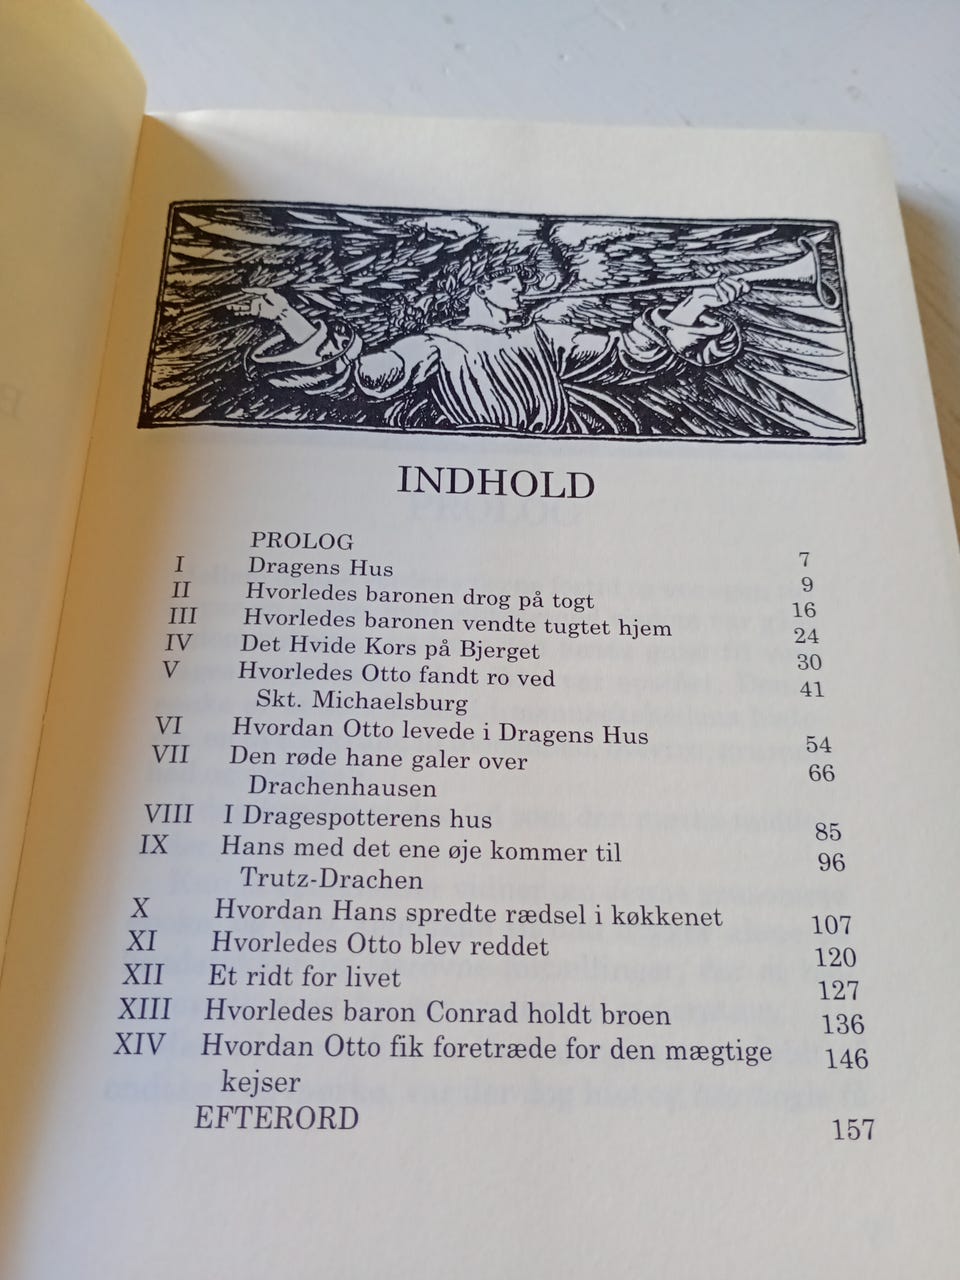 INDHOLD
PROLOG 7
I Dragens Hus 9
II Hvorledes baronen drog på togt 16
III Hvorledes baronen vendte tugtet hjem 24
IV Det Hvide Kors på Bjerget 30
V Hvorledes Otto fandt ro ved 41
Skt. Michaelsburg
VI Hvordan Otto levede i Dragens Hus 54
VII Den røde hane galer over 66
Drachenhausen
VIII I Dragespotterens hus 85
IX Hans med det ene øje kommer til 96
Trutz-Drachen
X Hvordan Hans spredte rædsel i køkkenet 107
XI Hvorledes Otto blev reddet 120
XII Et ridt for livet 127
XIII Hvorledes baron Conrad holdt broen 136
XIV Hvordan Otto fik foretræde for den mægtige 146
kejser
EFTERORD 157